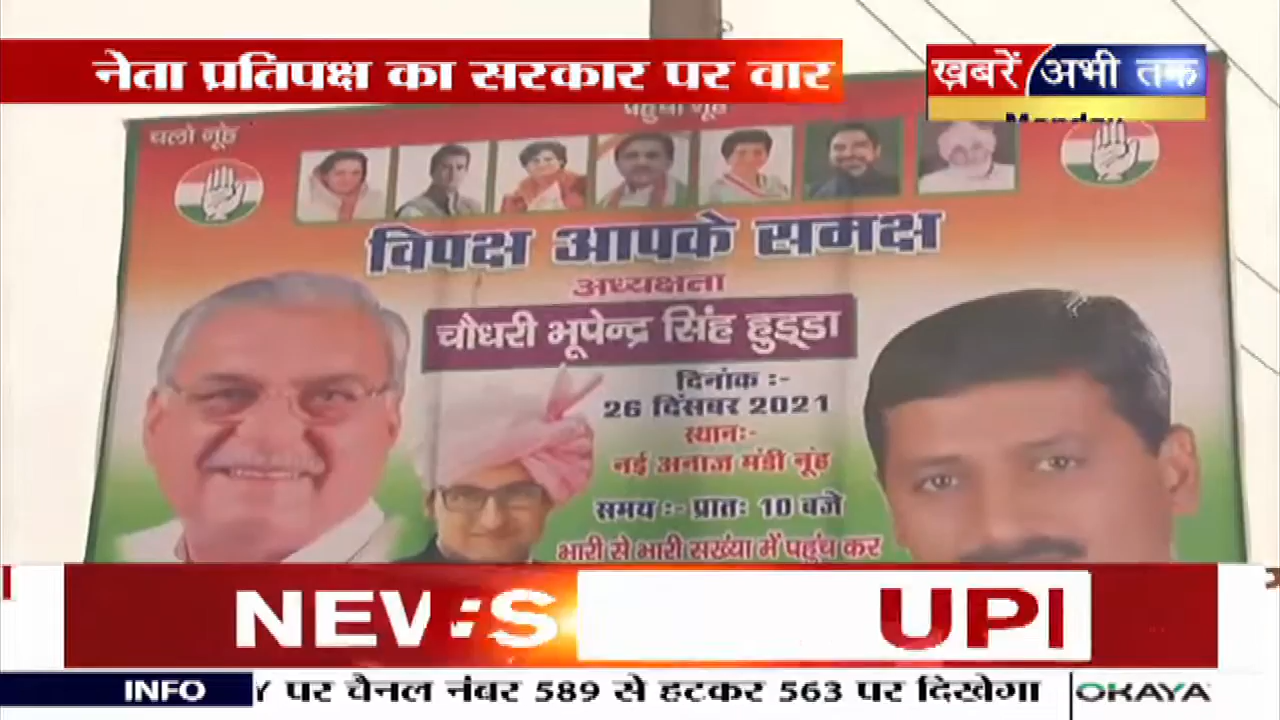 नेता प्रतिपक्ष का सरकार पर वार
ख़बरें अभी तक
चलो नूंह
विपक्ष आपके समक्ष
अध्यक्षता
चौधरी भूपेन्द्र सिंह हुड्डा
दिनांक :-
26 दिसंबर 2021
स्थान:-
नई अनाज मंडी नूंह
समय :- प्रातः 10 बजे
भारी से भारी सख्या में पहुंच कर
NEWS
UPI
INFO
Y पर चैनल नंबर 589 से हटकर 563 पर दिखेगा
OKAYA